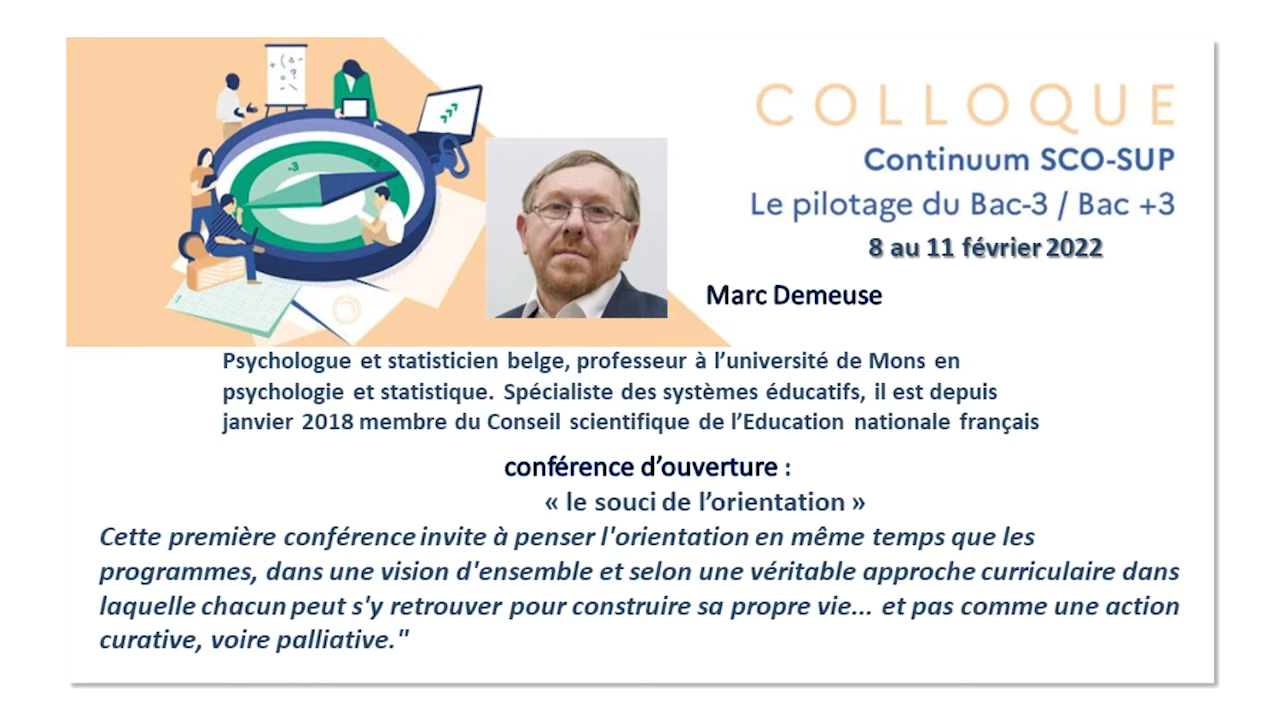 COLLOQUE
Continuum SCO-SUP
Le pilotage du Bac-3 / Bac +3
8 au 11 février 2022
Marc Demeuse
-3
+3
Psychologue et statisticien belge, professeur à l’université de Mons en
psychologie et statistique. Spécialiste des systèmes éducatifs, il est depuis
janvier 2018 membre du Conseil scientifique de l’Education nationale français
conférence d’ouverture :
« le souci de l’orientation »
Cette première conférence invite à penser l'orientation en même temps que les
programmes, dans une vision d'ensemble et selon une véritable approche curriculaire dans
laquelle chacun peut s'y retrouver pour construire sa propre vie... et pas comme une action
curative, voire palliative."